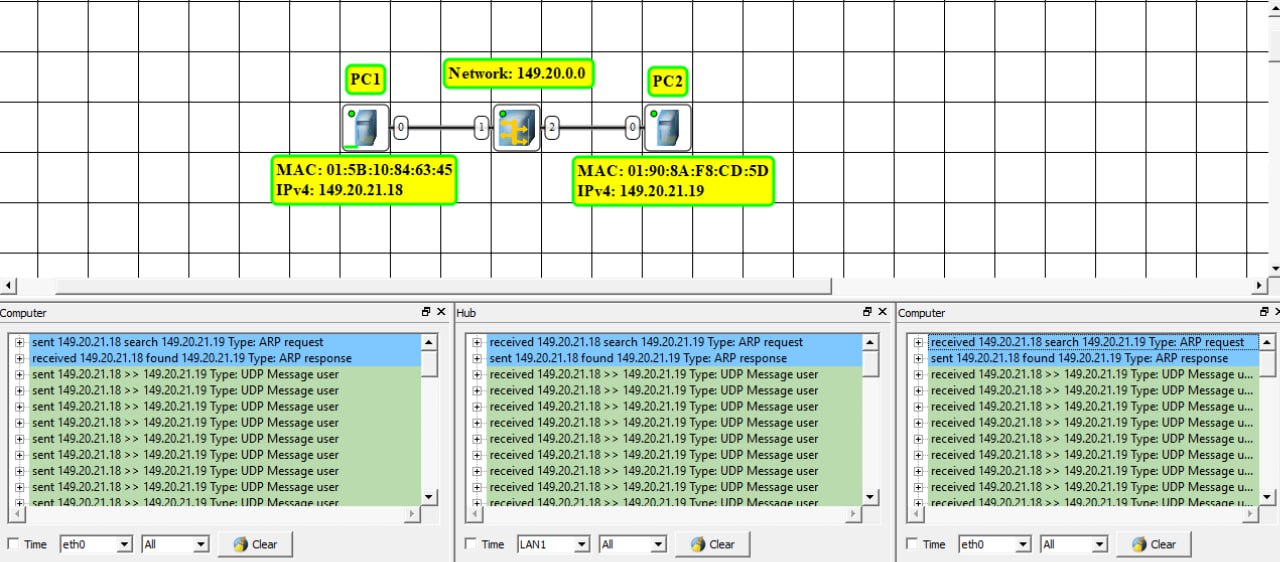 PC1
Network: 149.20.0.0
PC2
0
1
2
0
MAC: 01:5B:10:84:63:45
IPv4: 149.20.21.18
MAC: 01:90:8A:F8:CD:5D
IPv4: 149.20.21.19
Computer
sent 149.20.21.18 search 149.20.21.19 Type: ARP request
received 149.20.21.18 found 149.20.21.19 Type: ARP response
sent 149.20.21.18 >> 149.20.21.19 Type: UDP Message user
sent 149.20.21.18 >> 149.20.21.19 Type: UDP Message user
sent 149.20.21.18 >> 149.20.21.19 Type: UDP Message user
sent 149.20.21.18 >> 149.20.21.19 Type: UDP Message user
sent 149.20.21.18 >> 149.20.21.19 Type: UDP Message user
sent 149.20.21.18 >> 149.20.21.19 Type: UDP Message user
sent 149.20.21.18 >> 149.20.21.19 Type: UDP Message user
sent 149.20.21.18 >> 149.20.21.19 Type: UDP Message user
sent 149.20.21.18 >> 149.20.21.19 Type: UDP Message user
Time
eth0
All
Clear
Hub
received 149.20.21.18 search 149.20.21.19 Type: ARP request
sent 149.20.21.18 found 149.20.21.19 Type: ARP response
received 149.20.21.18 >> 149.20.21.19 Type: UDP Message user
received 149.20.21.18 >> 149.20.21.19 Type: UDP Message user
received 149.20.21.18 >> 149.20.21.19 Type: UDP Message user
received 149.20.21.18 >> 149.20.21.19 Type: UDP Message user
received 149.20.21.18 >> 149.20.21.19 Type: UDP Message user
received 149.20.21.18 >> 149.20.21.19 Type: UDP Message user
received 149.20.21.18 >> 149.20.21.19 Type: UDP Message user
received 149.20.21.18 >> 149.20.21.19 Type: UDP Message user
received 149.20.21.18 >> 149.20.21.19 Type: UDP Message user
Time
LAN1
All
Clear
Computer
received 149.20.21.18 search 149.20.21.19 Type: ARP request
sent 149.20.21.18 found 149.20.21.19 Type: ARP response
received 149.20.21.18 >> 149.20.21.19 Type: UDP Message u...
received 149.20.21.18 >> 149.20.21.19 Type: UDP Message u...
received 149.20.21.18 >> 149.20.21.19 Type: UDP Message u...
received 149.20.21.18 >> 149.20.21.19 Type: UDP Message u...
received 149.20.21.18 >> 149.20.21.19 Type: UDP Message u...
received 149.20.21.18 >> 149.20.21.19 Type: UDP Message u...
received 149.20.21.18 >> 149.20.21.19 Type: UDP Message u...
received 149.20.21.18 >> 149.20.21.19 Type: UDP Message u...
received 149.20.21.18 >> 149.20.21.19 Type: UDP Message u...
Time
eth0
All
Clear